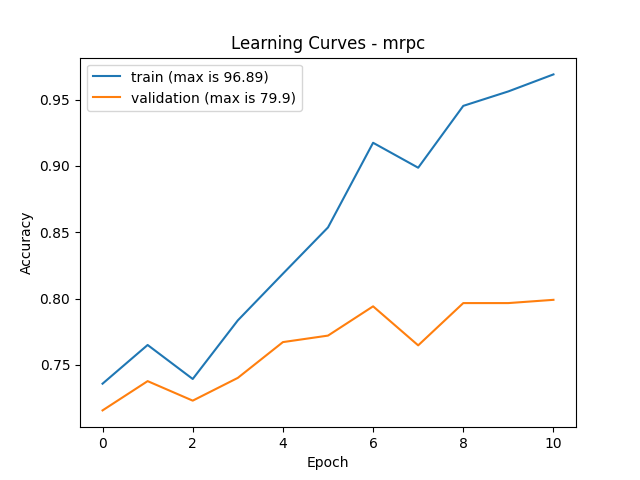 Learning Curves - mrpc
train (max is 96.89)
validation (max is 79.9)
Accuracy
0.95
0.90
0.85
0.80
0.75
0 2 4 6 8 10
Epoch